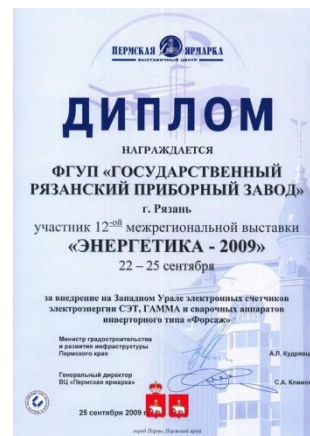 ПЕРМСКАЯ ЯРМАРКА
ВЫСТАВОЧНЫЙ ЦЕНТР
ДИПЛОМ
НАГРАЖДАЕТСЯ
ФГУП «ГОСУДАРСТВЕННЫЙ
РЯЗАНСКИЙ ПРИБОРНЫЙ ЗАВОД»
г. Рязань
участник 12-ой межрегиональной выставки
«ЭНЕРГЕТИКА - 2009»
22 – 25 сентября
за внедрение на Западном Урале электронных счетчиков
электроэнергии СЭТ, ГАММА и сварочных аппаратов
инверторного типа «Форсаж»
Министр градостроительства
и развития инфраструктуры
Пермского края
А.Л. Кудрявц
Генеральный директор
ВЦ «Пермская ярмарка»
С.А. Климов
25 сентября 2009 г.
город Пермь, Пермский край